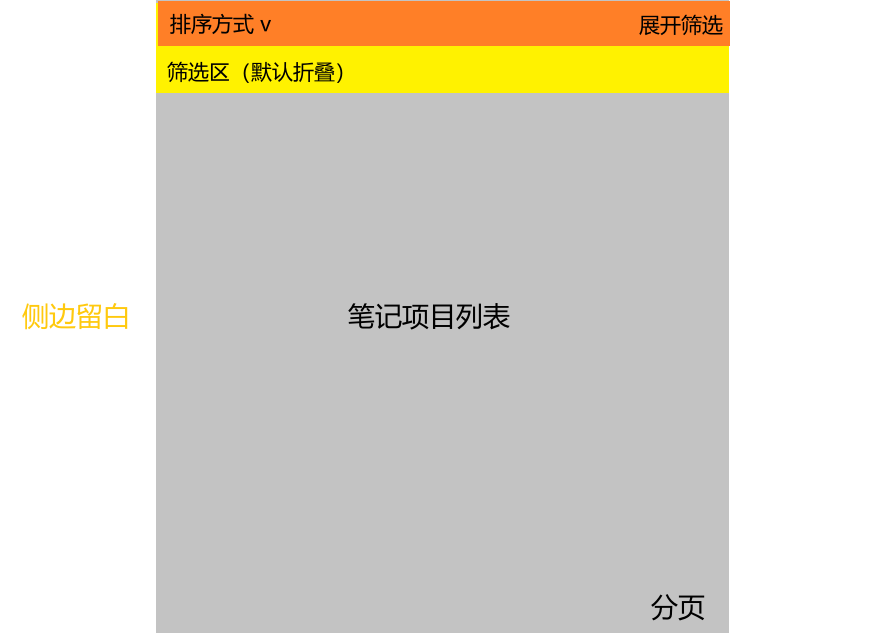 排序方式 v
展开筛选
筛选区（默认折叠）
侧边留白
笔记项目列表
分页